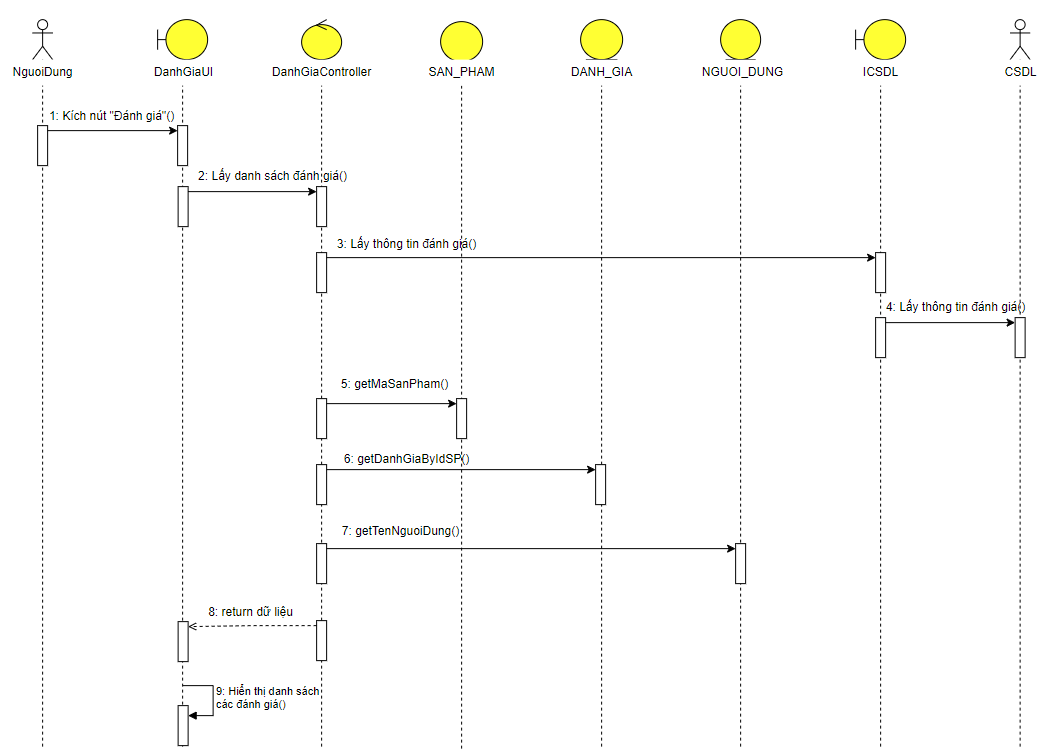 NguoiDung
DanhGiaUI
DanhGiaController
SAN_PHAM
DANH_GIA
NGUOI_DUNG
ICSDL
CSDL
1: Kích nút "Đánh giá"()
2: Lấy danh sách đánh giá()
3: Lấy thông tin đánh giá()
4: Lấy thông tin đánh giá()
5: getMaSanPham()
6: getDanhGiaByIdSP()
7: getTenNguoiDung()
8: return dữ liệu
9: Hiển thị danh sách
các đánh giá()